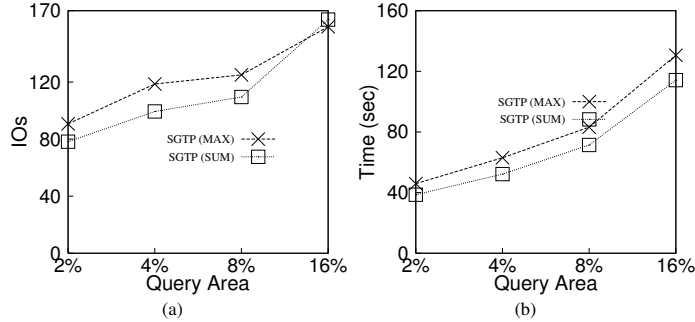 170
120
80
40
0
IOs
SGTP (MAX)
SGTP (SUM)
2% 4% 8% 16%
Query Area
(a)
160
120
80
40
0
Time (sec)
SGTP (MAX)
SGTP (SUM)
2% 4% 8% 16%
Query Area
(b)